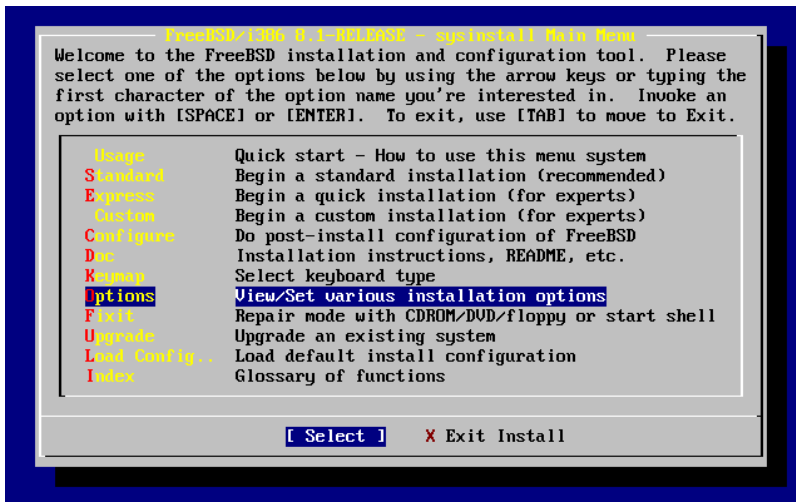 FreeBSD/i386 8.1-RELEASE - sysinstall Main Menu
Welcome to the FreeBSD installation and configuration tool.  Please
select one of the options below by using the arrow keys or typing the
first character of the option name you're interested in.  Invoke an
option with [SPACE] or [ENTER].  To exit, use [TAB] to move to Exit.
Usage Quick start - How to use this menu system
Standard Begin a standard installation (recommended)
Express Begin a quick installation (for experts)
Custom Begin a custom installation (for experts)
Configure Do post-install configuration of FreeBSD
Doc Installation instructions, README, etc.
Keymap Select keyboard type
Options View/Set various installation options
Fixit Repair mode with CDROM/DVD/floppy or start shell
Upgrade Upgrade an existing system
Load Config.. Load default install configuration
Index Glossary of functions
[ Select ] X Exit Install